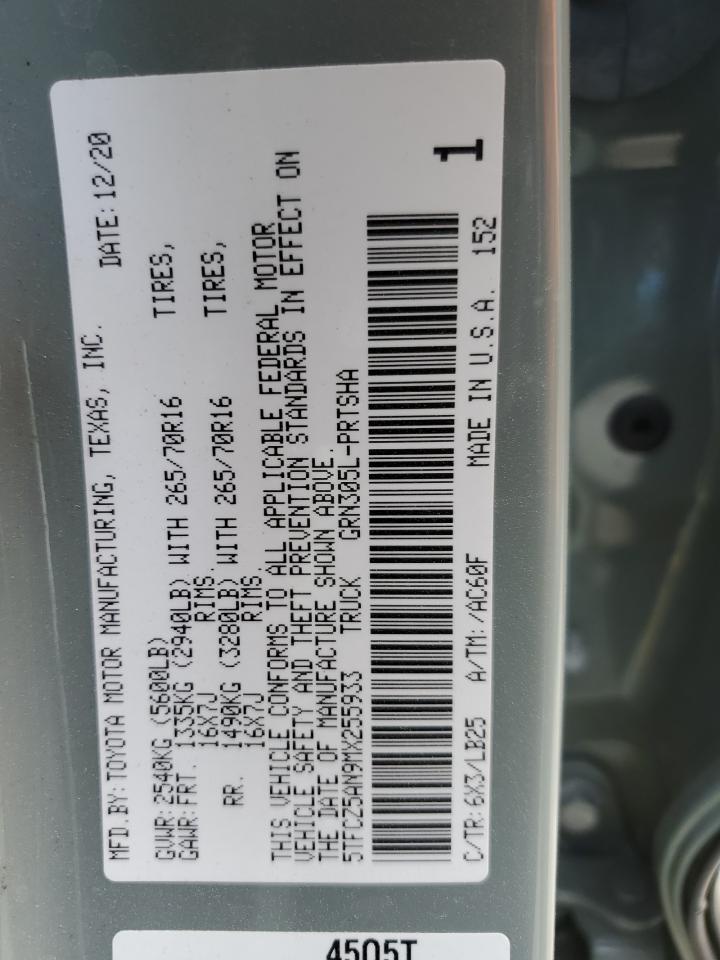 MFD.BY: TOYOTA MOTOR MANUFACTURING, TEXAS, INC. DATE: 12/20
GVWR: 2540KG (5600LB)
GAWR: FRT. 1335KG (2940LB) WITH 265/70R16 TIRES,
16X7J RIMS.
RR. 1490KG (3280LB) WITH 265/70R16 TIRES,
16X7J RIMS.
THIS VEHICLE CONFORMS TO ALL APPLICABLE FEDERAL MOTOR
VEHICLE SAFETY AND THEFT PREVENTION STANDARDS IN EFFECT ON
THE DATE OF MANUFACTURE SHOWN ABOVE.
5TFCZ5AN9MX255933 TRUCK GRN305L-PRTSHA
1
C/TR: 6X3/LB25 A/TM: /AC60F MADE IN U.S.A. 152
4505T